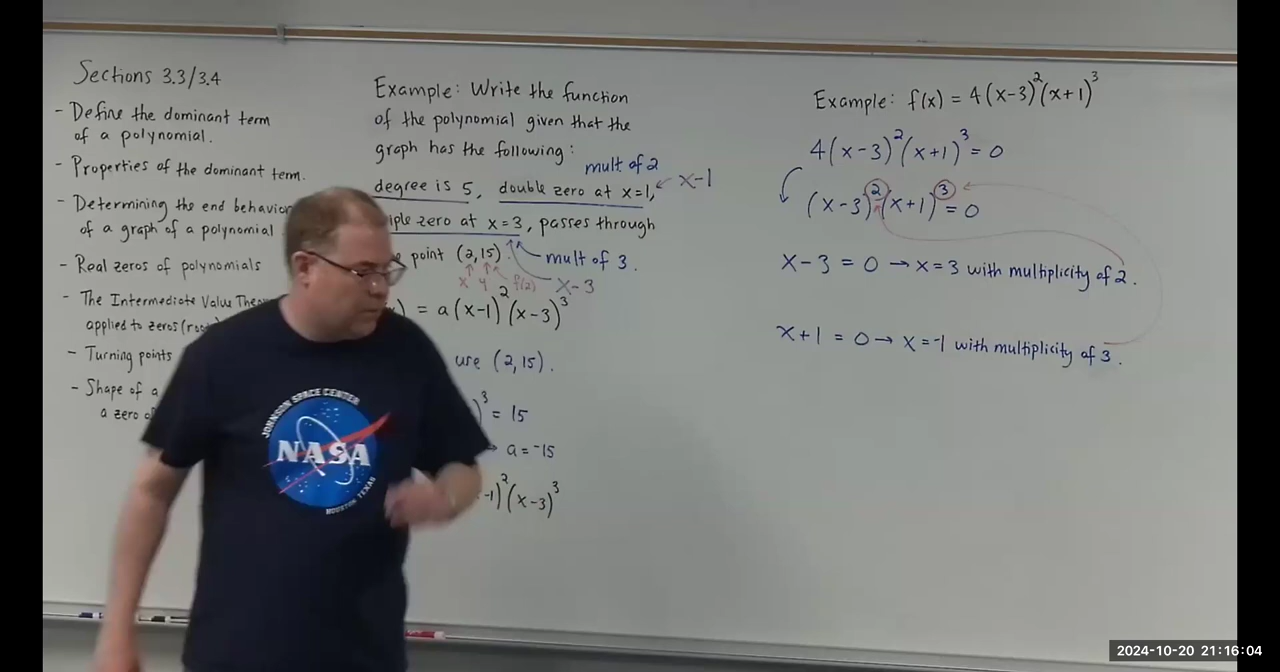 Sections 3.3/3.4
- Define the dominant term
of a polynomial.
- Properties of the dominant term.
- Determining the end behavior
of a graph of a polynomial
- Real zeros of polynomials
- The Intermediate Value
applied to zeros
- Turning points
- Shape of a
a zero of
Example: Write the function
of the polynomial given that the
graph has the following:
mult of 2
degree is 5, double zero at x=1, x-1
zero at x=3, passes through
point (2,15). mult of 3.
x y f(2) x-3
= a(x-1)²(x-3)³
use (2,15).
)³ = 15
a = -15
-1)²(x-3)³
Example: f(x) = 4(x-3)²(x+1)³
4(x-3)²(x+1)³ = 0
(x-3)²(x+1)³ = 0
x-3 = 0 → x=3 with multiplicity of 2.
x+1 = 0 → x=-1 with multiplicity of 3.
JOHNSON SPACE CENTER
NASA
HOUSTON TEXAS
2024-10-20 21:16:04